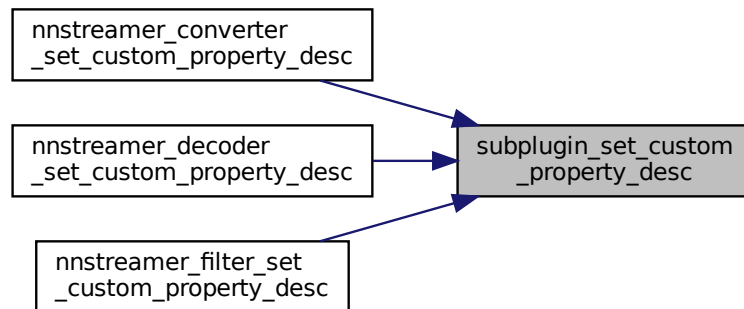 nnstreamer_converter
_set_custom_property_desc
nnstreamer_decoder
_set_custom_property_desc
subplugin_set_custom
_property_desc
nnstreamer_filter_set
_custom_property_desc